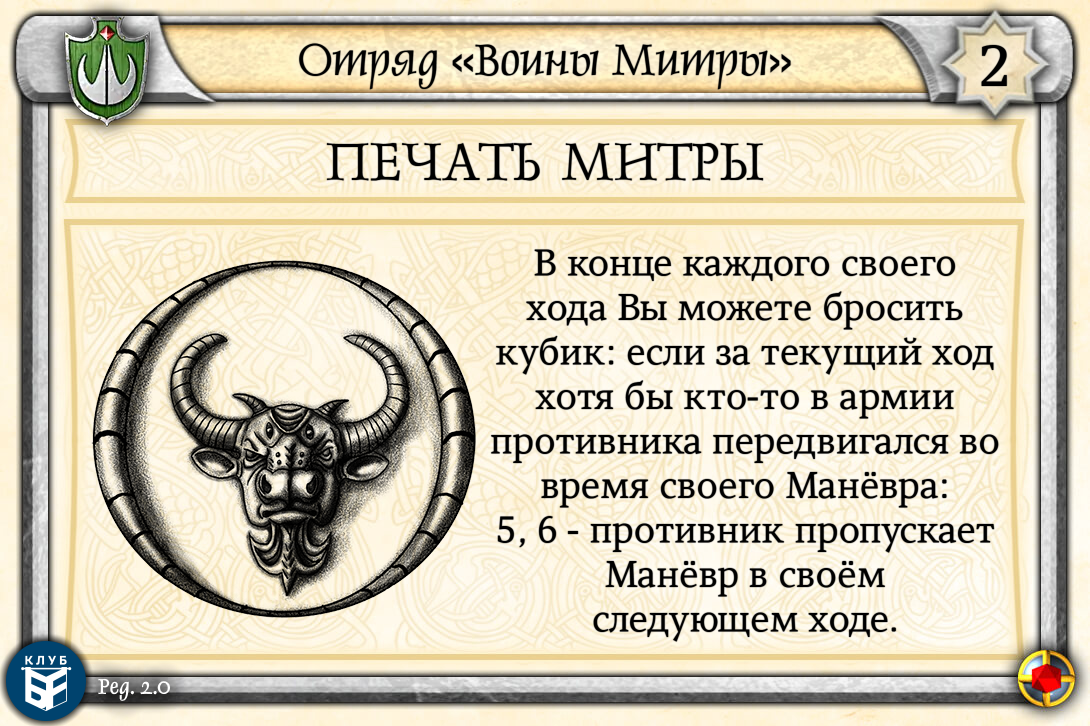 Отряд «Воины Митры»
2
ПЕЧАТЬ МИТРЫ
В конце каждого своего
хода Вы можете бросить
кубик: если за текущий ход
хотя бы кто-то в армии
противника передвигался во
время своего Манёвра:
5, 6 - противник пропускает
Манёвр в своём
следующем ходе.
КЛУБ
Ред. 2.0